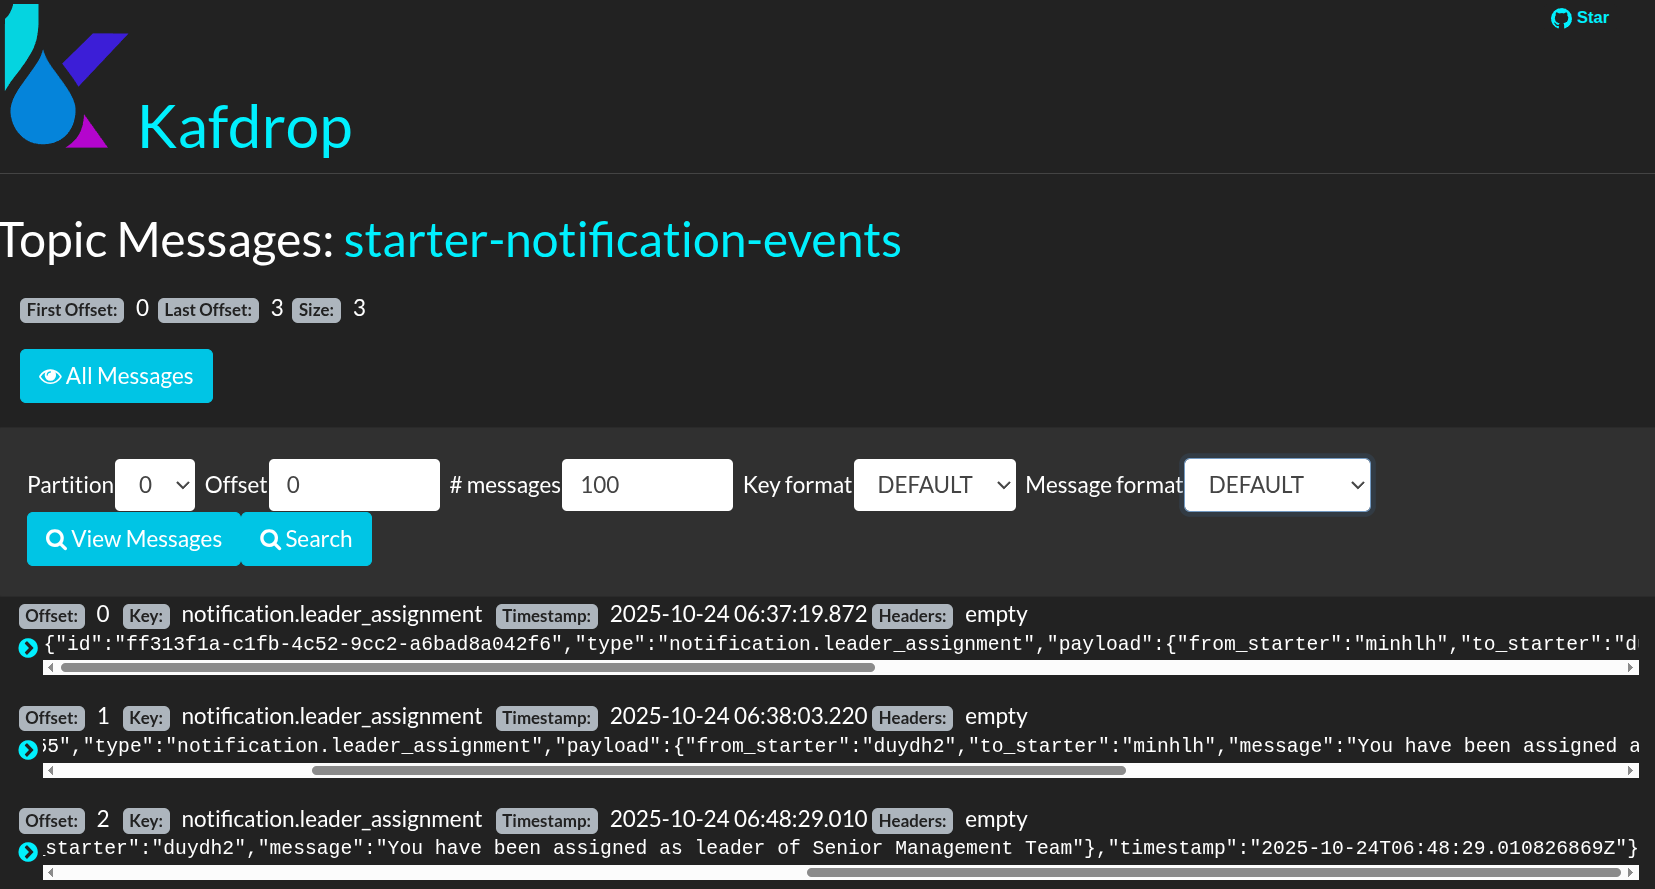 Star
Kafdrop
Topic Messages: starter-notification-events
First Offset: 0 Last Offset: 3 Size: 3
All Messages
Partition 0 Offset 0 # messages 100 Key format DEFAULT Message format DEFAULT
View Messages Search
Offset: 0 Key: notification.leader_assignment Timestamp: 2025-10-24 06:37:19.872 Headers: empty
{"id":"ff313f1a-c1fb-4c52-9cc2-a6bad8a042f6","type":"notification.leader_assignment","payload":{"from_starter":"minhlh","to_starter":"d
Offset: 1 Key: notification.leader_assignment Timestamp: 2025-10-24 06:38:03.220 Headers: empty
5","type":"notification.leader_assignment","payload":{"from_starter":"duydh2","to_starter":"minhlh","message":"You have been assigned a
Offset: 2 Key: notification.leader_assignment Timestamp: 2025-10-24 06:48:29.010 Headers: empty
starter":"duydh2","message":"You have been assigned as leader of Senior Management Team"},"timestamp":"2025-10-24T06:48:29.010826869Z"}